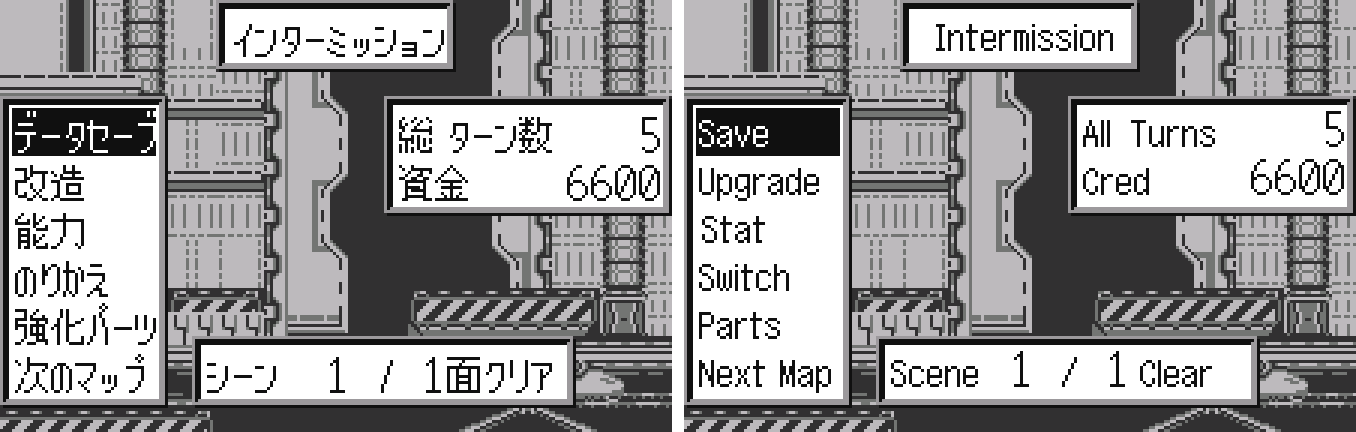 インターミッション
データセーブ
改造
能力
のりかえ
強化パーツ
次のマップ
総 ターン数 5
資金 6600
シーン 1 / 1面クリア
Intermission
Save
Upgrade
Stat
Switch
Parts
Next Map
All Turns 5
Cred 6600
Scene 1 / 1 Clear